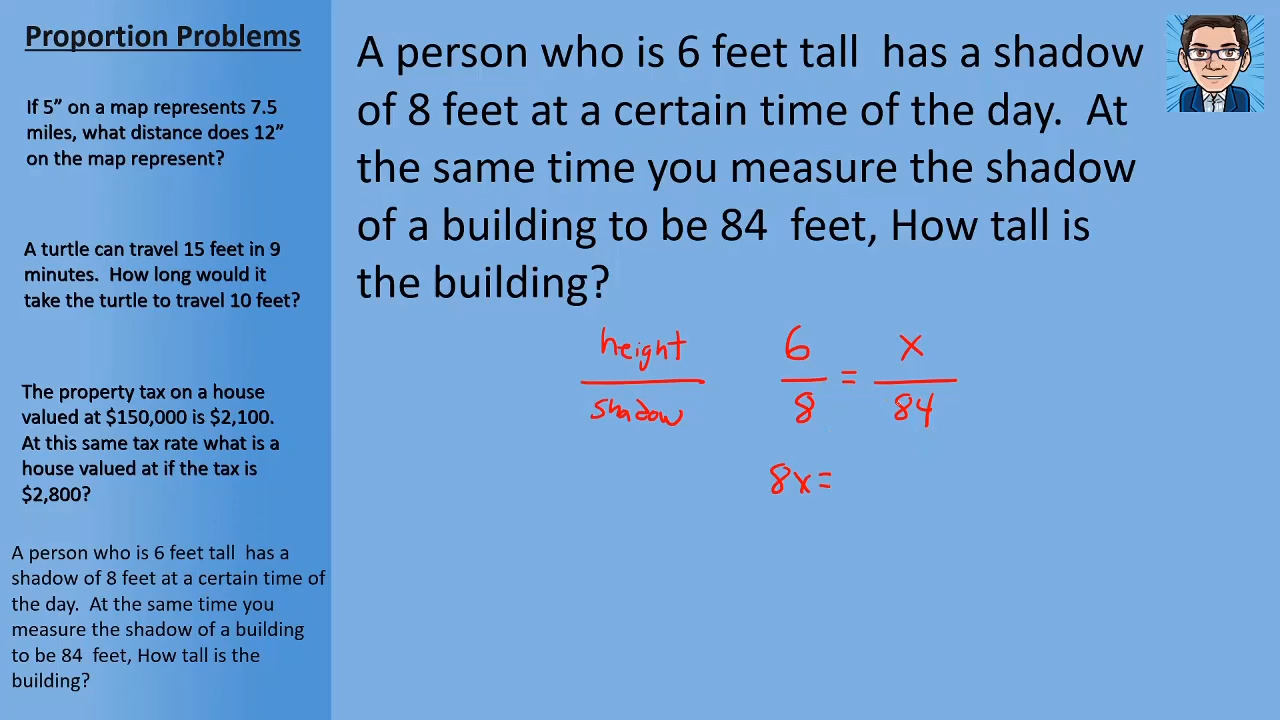 Proportion Problems
If 5” on a map represents 7.5
miles, what distance does 12”
on the map represent?
A turtle can travel 15 feet in 9
minutes.  How long would it
take the turtle to travel 10 feet?
The property tax on a house
valued at $150,000 is $2,100.
At this same tax rate what is a
house valued at if the tax is
$2,800?
A person who is 6 feet tall  has a
shadow of 8 feet at a certain time of
the day.  At the same time you
measure the shadow of a building
to be 84  feet, How tall is the
building?
A person who is 6 feet tall  has a shadow
of 8 feet at a certain time of the day.  At
the same time you measure the shadow
of a building to be 84  feet, How tall is
the building?
height 6 x
=
shadow 8 84
8x=